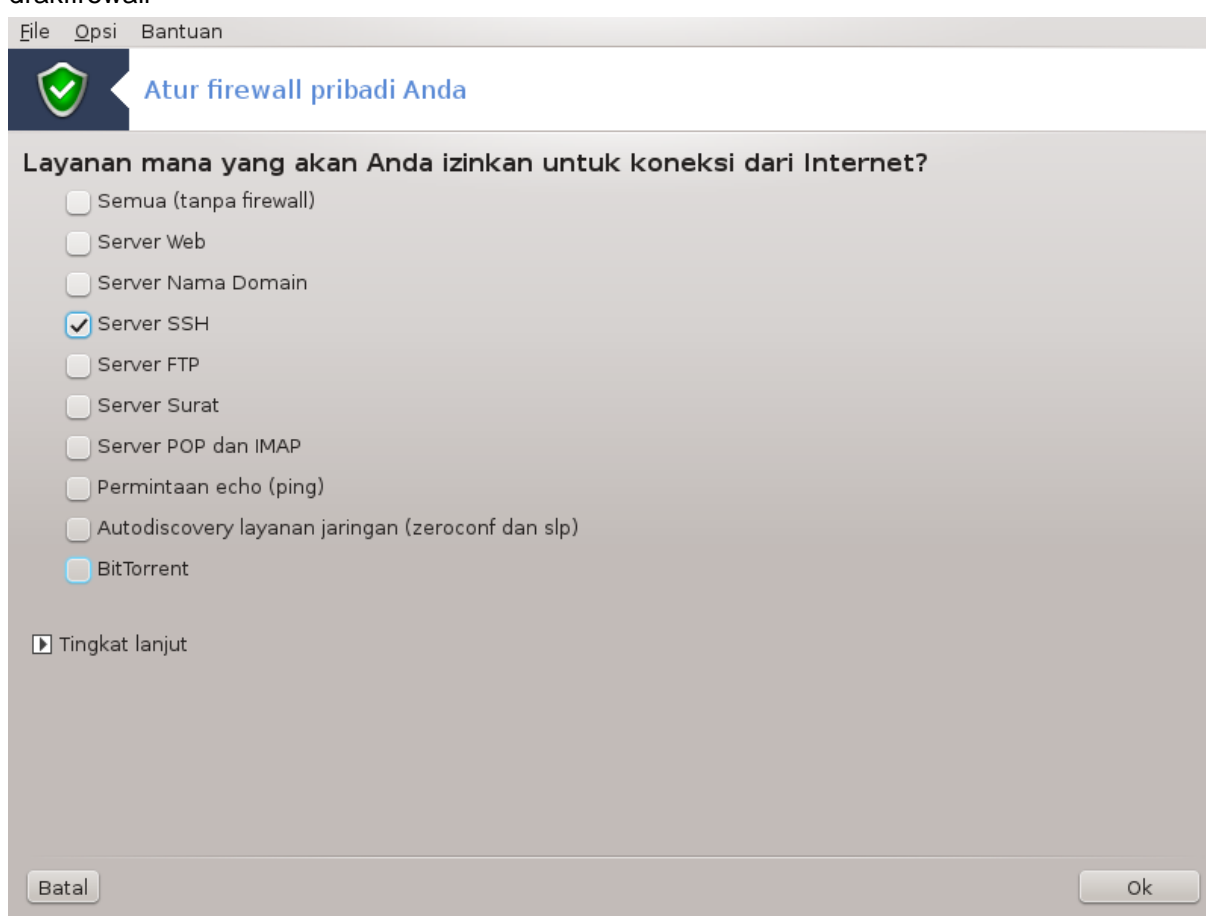 drakfirewall
File Opsi Bantuan
Atur firewall pribadi Anda
Layanan mana yang akan Anda izinkan untuk koneksi dari Internet?
Semua (tanpa firewall)
Server Web
Server Nama Domain
Server SSH
Server FTP
Server Surat
Server POP dan IMAP
Permintaan echo (ping)
Autodiscovery layanan jaringan (zeroconf dan slp)
BitTorrent
Tingkat lanjut
Batal Ok